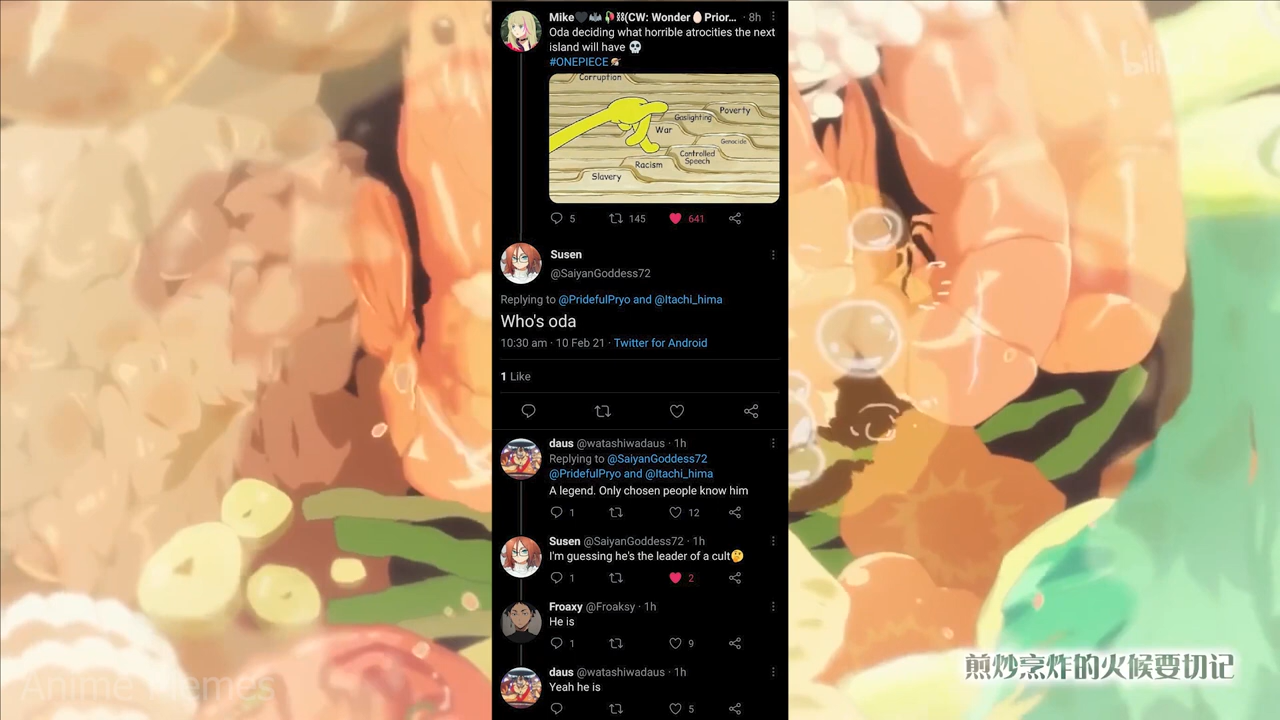 Mike🖤🦇🥀⛓(CW: Wonder🥚Prior... · 8h
Oda deciding what horrible atrocities the next
island will have 💀
#ONEPIECE
Corruption
Poverty
Gaslighting
War
Genocide
Controlled
Speech
Racism
Slavery
5 145 641
Susen
@SaiyanGoddess72
Replying to @PridefulPryo and @Itachi_hima
Who's oda
10:30 am · 10 Feb 21 · Twitter for Android
1 Like
daus @watashiwadaus · 1h
Replying to @SaiyanGoddess72
@PridefulPryo and @Itachi_hima
A legend. Only chosen people know him
1 12
Susen @SaiyanGoddess72 · 1h
I'm guessing he's the leader of a cult🤔
1 2
Froaxy @Froaksy · 1h
He is
1 9
daus @watashiwadaus · 1h
Yeah he is
5
煎炒烹炸的火候要切记
Anime Memes